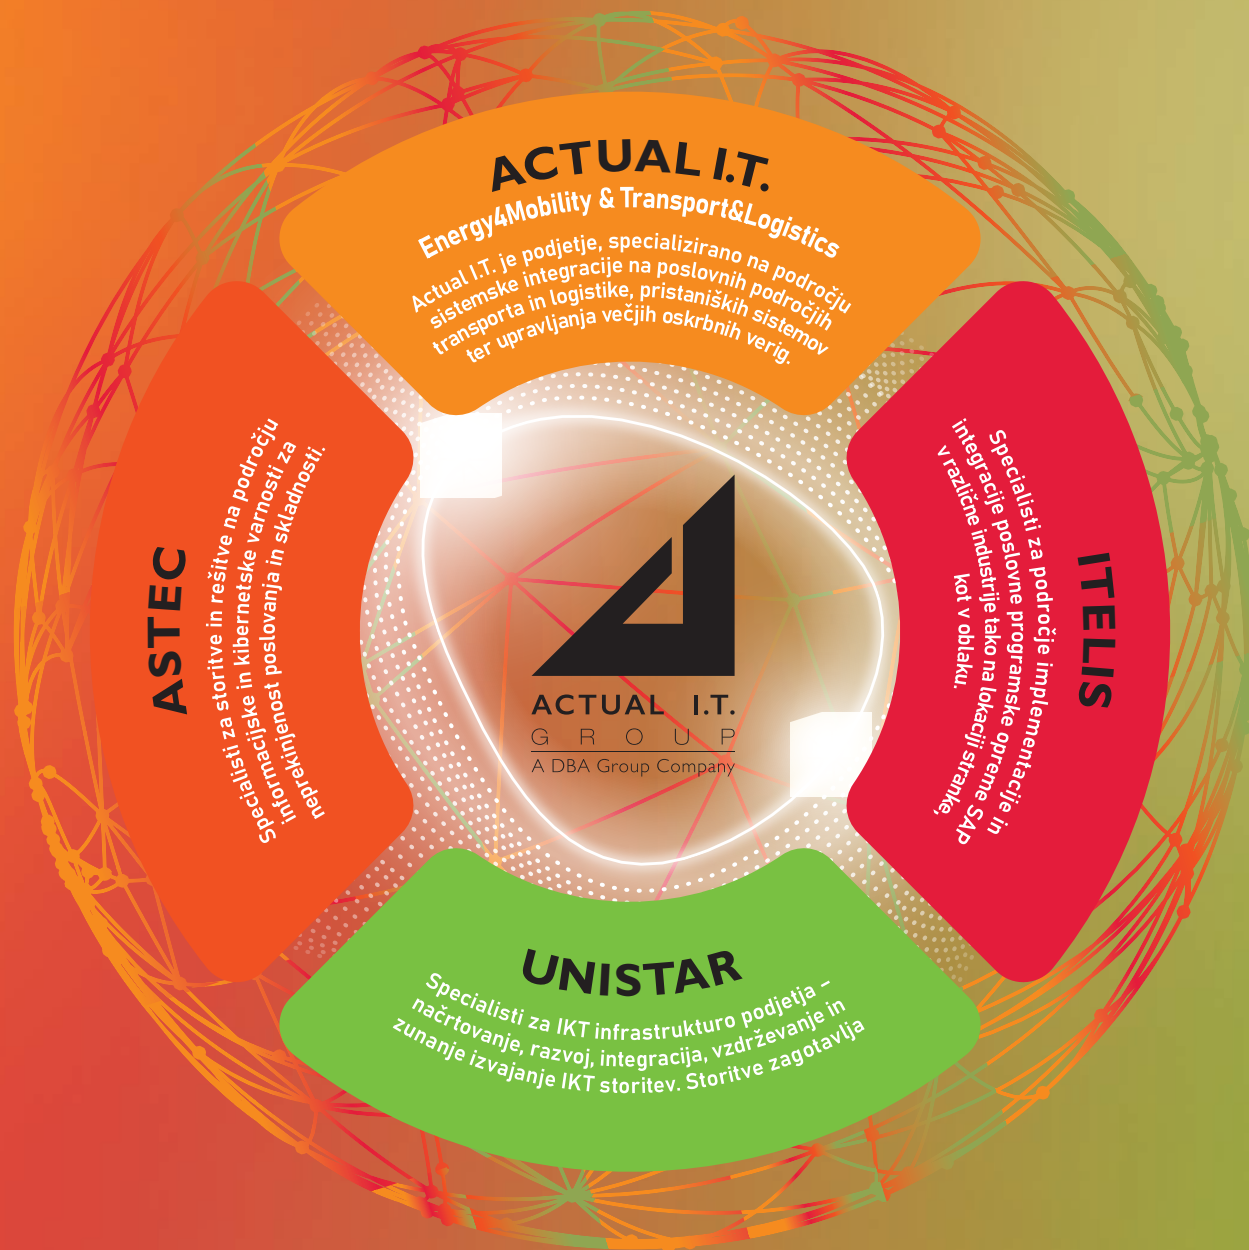 ACTUAL I.T.
Energy4Mobility & Transport&Logistics
Actual I.T. je podjetje, specializirano na področju
sistemske integracije na poslovnih področjih
transporta in logistike, pristaniških sistemov
ter upravljanja večjih oskrbnih verig.
ASTEC
Specialisti za storitve in rešitve na področju
informacijske in kibernetske varnosti za
neprekinjenost poslovanja in skladnosti.
ACTUAL I.T.
GROUP
A DBA Group Company
ITELIS
Specialisti za področje implementacije in
integracije poslovne programske opreme SAP
v različne industrije tako na lokaciji stranke,
kot v oblaku.
UNISTAR
Specialisti za IKT infrastrukturo podjetja –
načrtovanje, razvoj, integracija, vzdrževanje in
zunanje izvajanje IKT storitev. Storitve zagotavlja